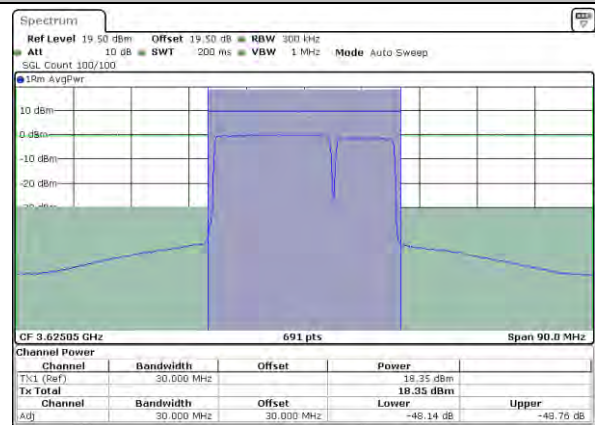 Spectrum
Ref Level 19.50 dBm Offset 19.50 dB RBW 300 kHz
Att 10 dB SWT 200 ms VBW 1 MHz Mode Auto Sweep
SGL Count 100/100
1Rm AvgPwr
10 dBm
0 dBm
-10 dBm
-20 dBm
-30 dBm
CF 3.62505 GHz 691 pts Span 90.0 MHz
Channel Power
Channel Bandwidth Offset Power
TX1 (Ref) 30.000 MHz 18.35 dBm
Tx Total 18.35 dBm
Channel Bandwidth Offset Lower Upper
Adj 30.000 MHz 30.000 MHz -48.14 dB -48.76 dB